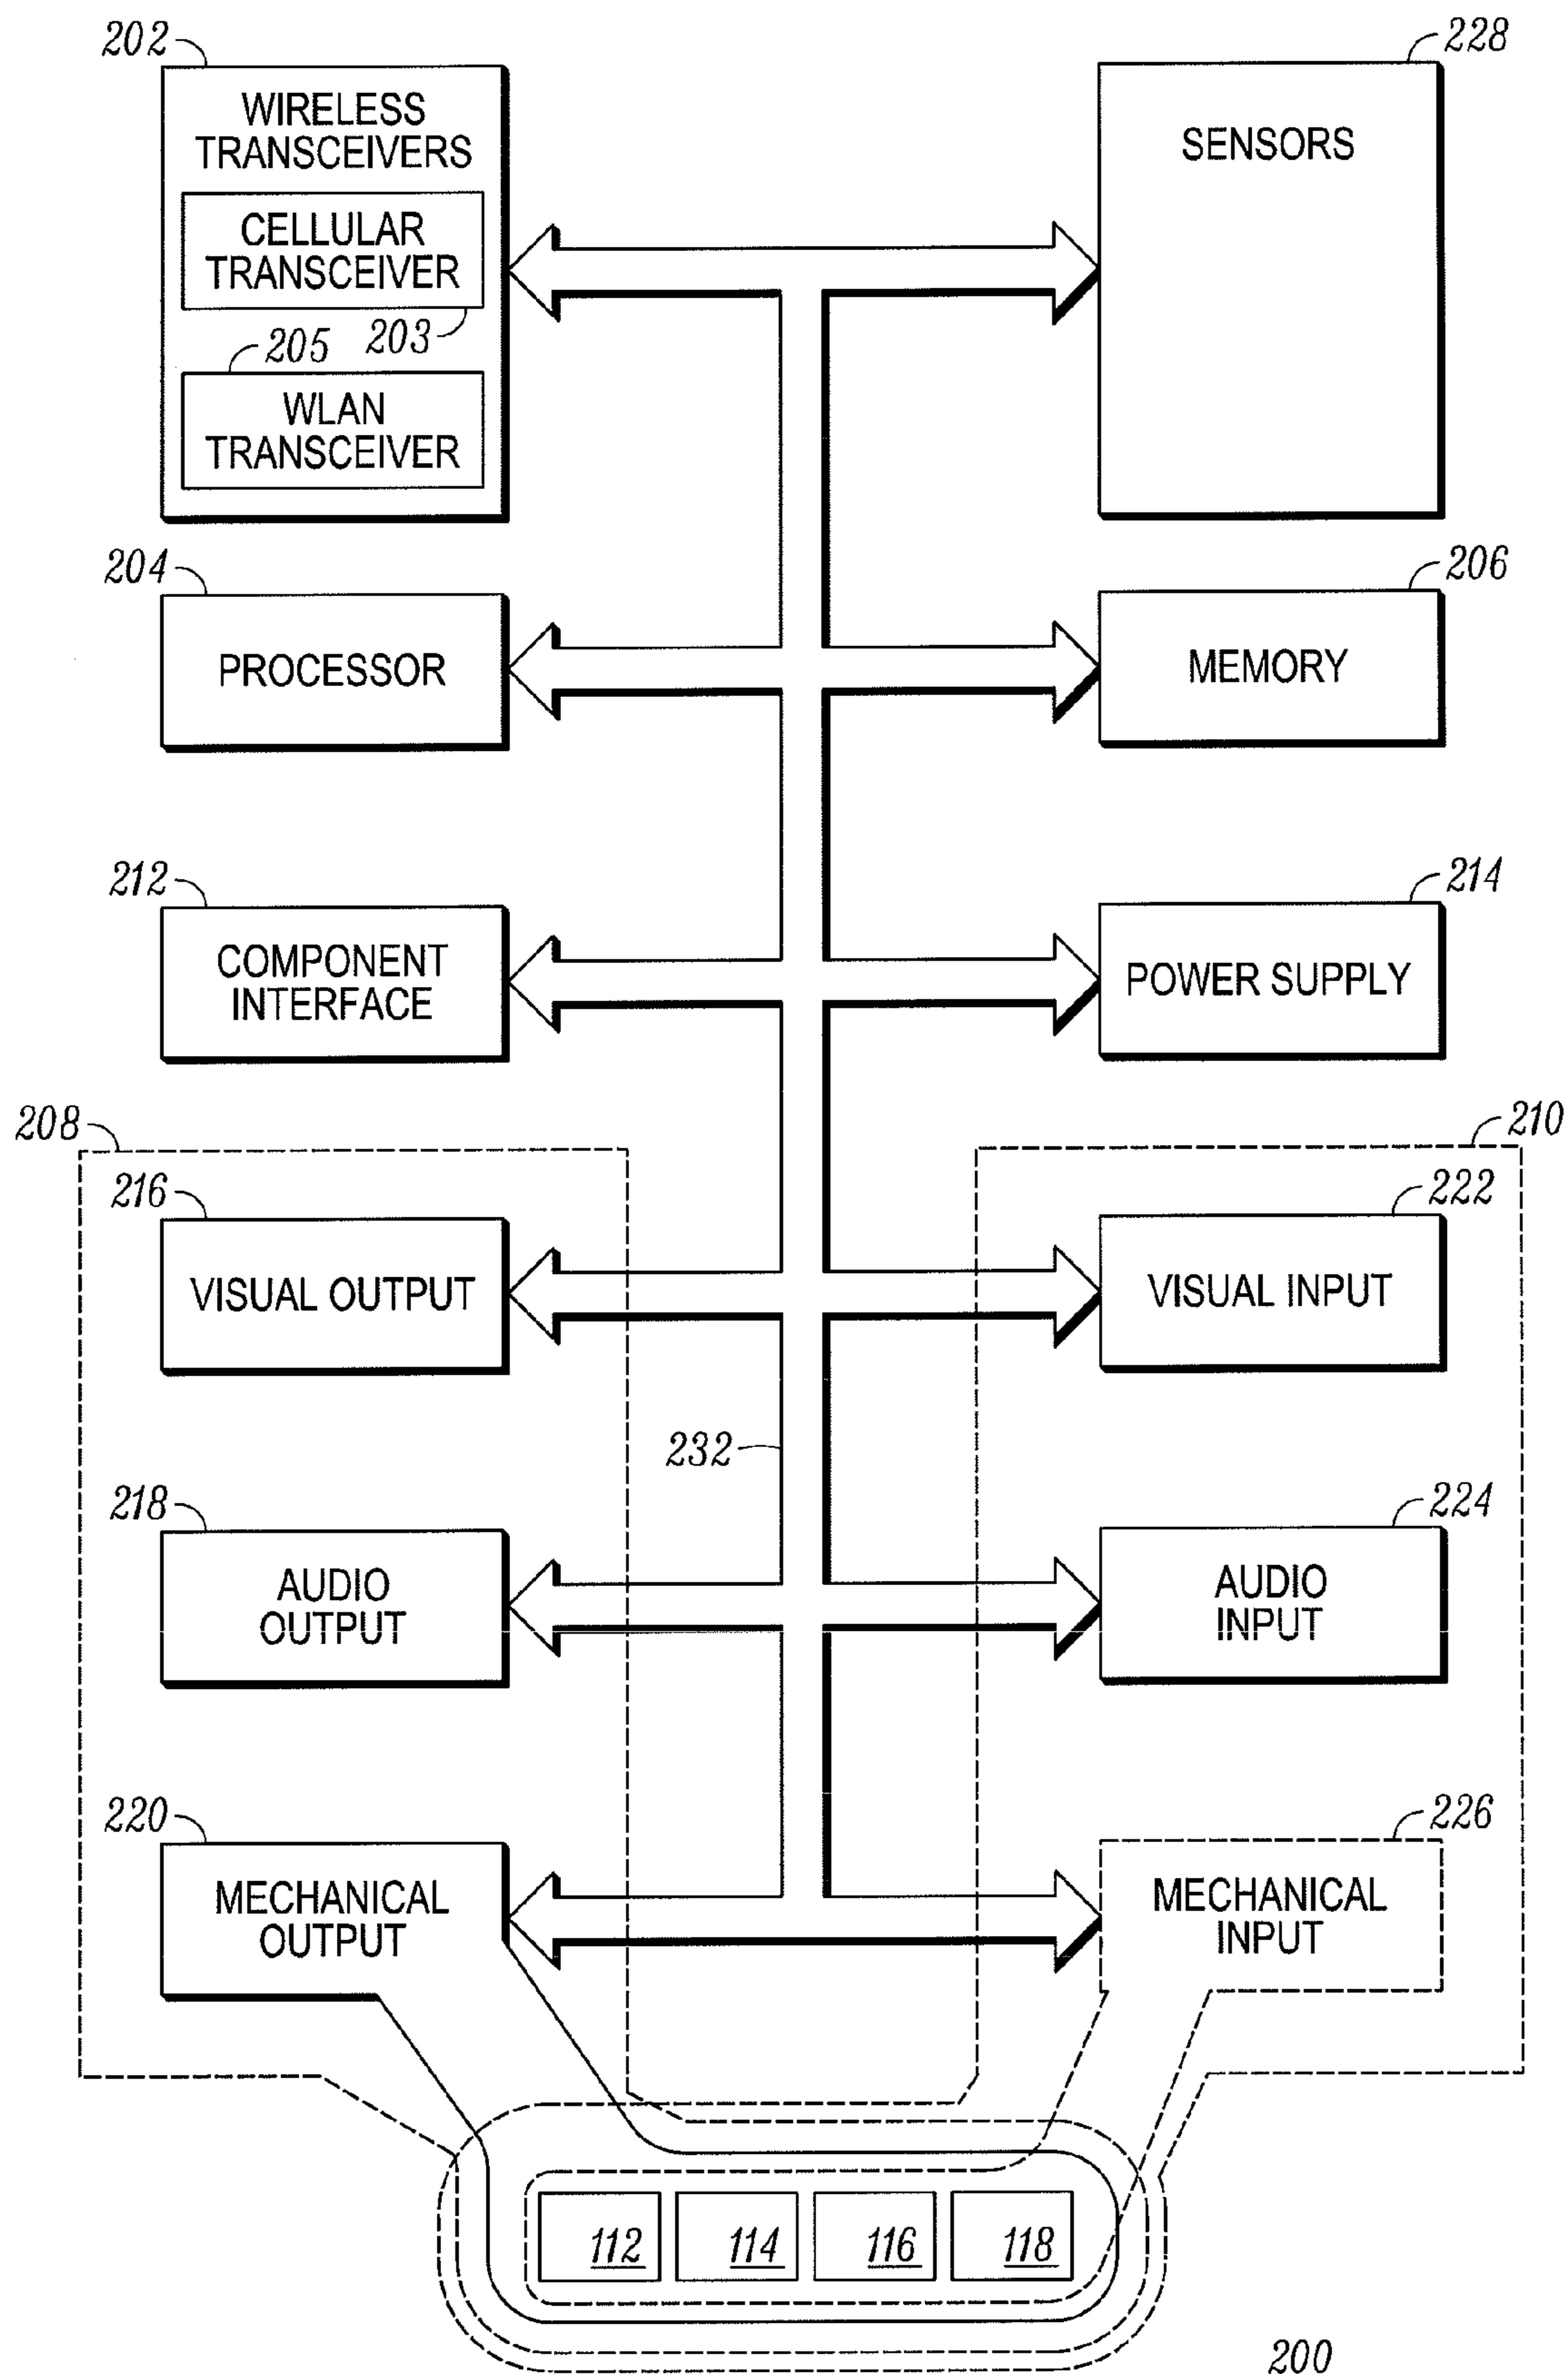 202
228
WIRELESS
TRANSCEIVERS
SENSORS
CELLULAR
TRANSCEIVER
203
205
WLAN
TRANSCEIVER
204
206
PROCESSOR
MEMORY
212
214
COMPONENT
INTERFACE
POWER SUPPLY
208
210
216
222
VISUAL OUTPUT
VISUAL INPUT
232
218
224
AUDIO
OUTPUT
AUDIO
INPUT
220
226
MECHANICAL
OUTPUT
MECHANICAL
INPUT
112 114 116 118
200